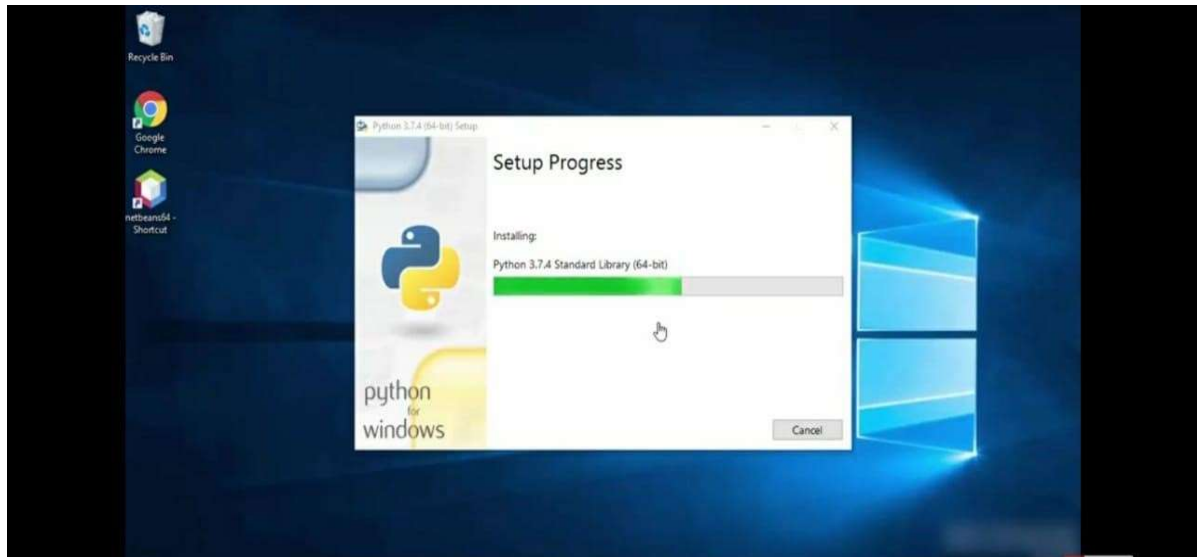 Recycle Bin
Google
Chrome
netbeans64 -
Shortcut
Python 3.7.4 (64-bit) Setup
Setup Progress
Installing:
Python 3.7.4 Standard Library (64-bit)
python
for
windows
Cancel